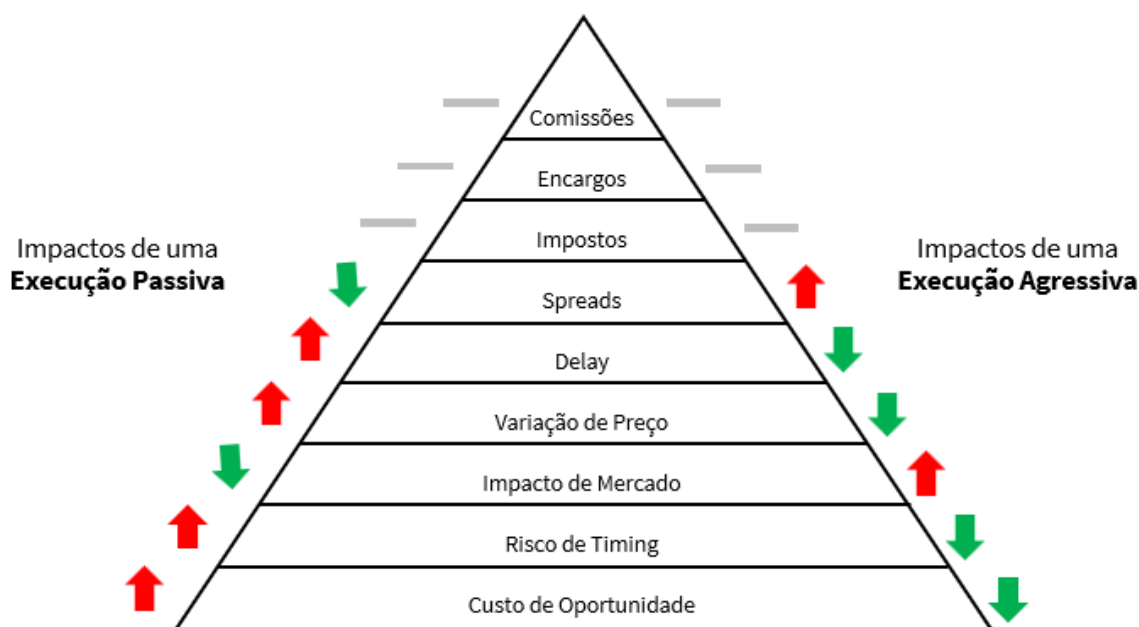 Comissões
Encargos
Impostos
Impactos de uma
Execução Passiva
Impactos de uma
Execução Agressiva
Spreads
Delay
Variação de Preço
Impacto de Mercado
Risco de Timing
Custo de Oportunidade